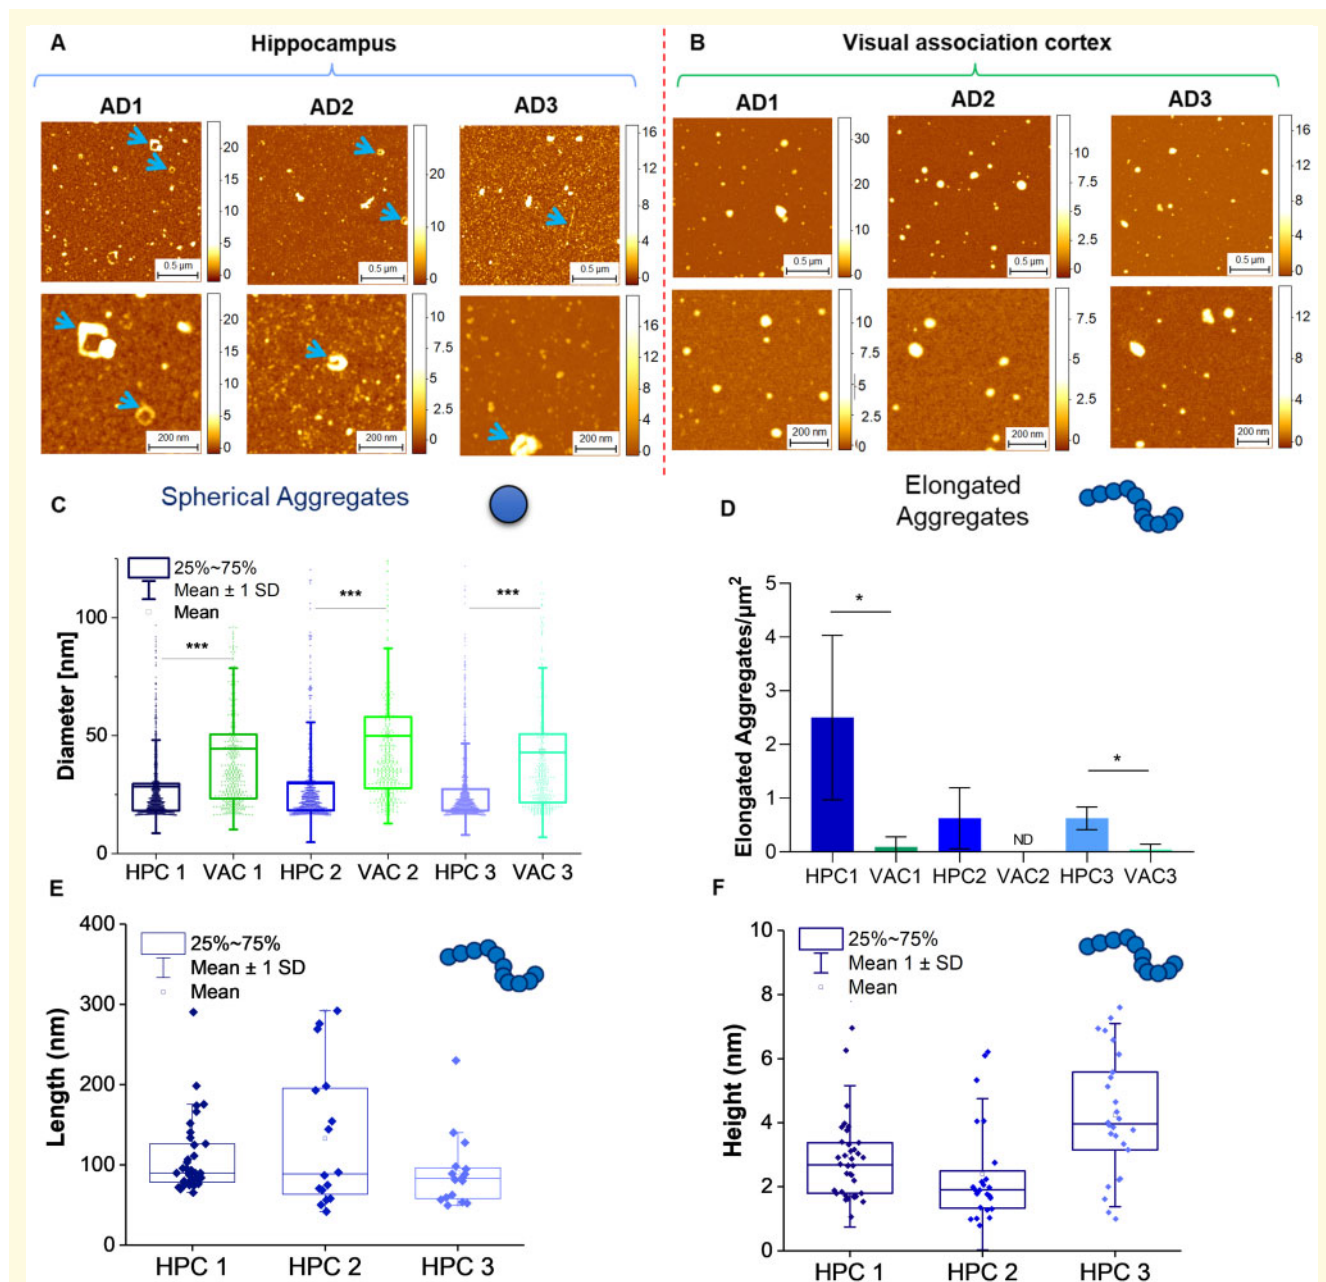 A Hippocampus
B Visual association cortex
AD1 AD2 AD3
AD1 AD2 AD3
20 15 10 5 0 0.5 µm
20 10 0 0.5 µm
16 12 8 4 0 0.5 µm
30 20 10 0 0.5 µm
10 5 0 0.5 µm
16 12 8 4 0 0.5 µm
20 15 10 5 0 200 nm
10 7.5 5 2.5 0 200 nm
16 12 8 4 0 200 nm
10 7.5 5 2.5 0 200 nm
7.5 5 2.5 0 200 nm
12 8 4 0 200 nm
C Spherical Aggregates
25%~75%
Mean ± 1 SD
Mean
*** *** ***
Diameter [nm]
100
50
0
HPC 1 VAC 1 HPC 2 VAC 2 HPC 3 VAC 3
D Elongated
Aggregates
Elongated Aggregates/µm²
5
4
3
2
1
0
* *
ND
HPC1 VAC1 HPC2 VAC2 HPC3 VAC3
E
25%~75%
Mean ± 1 SD
Mean
Length (nm)
400
300
200
100
0
HPC 1 HPC 2 HPC 3
F
25%~75%
Mean 1 ± SD
Mean
Height (nm)
10
8
6
4
2
0
HPC 1 HPC 2 HPC 3